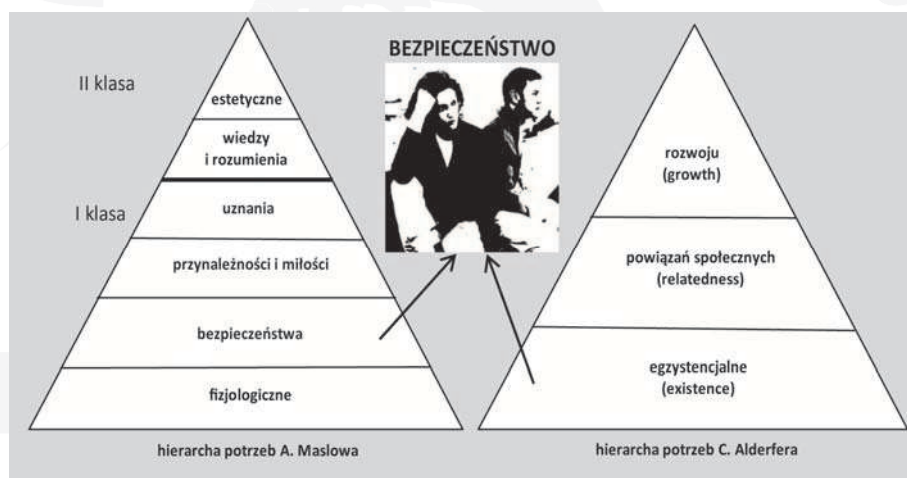 BEZPIECZEŃSTWO
II klasa
estetyczne
wiedzy
i rozumienia
I klasa
uznania
przynależności i miłości
bezpieczeństwa
fizjologiczne
hierarcha potrzeb A. Maslowa
rozwoju
(growth)
powiązań społecznych
(relatedness)
egzystencjalne
(existence)
hierarcha potrzeb C. Alderfera